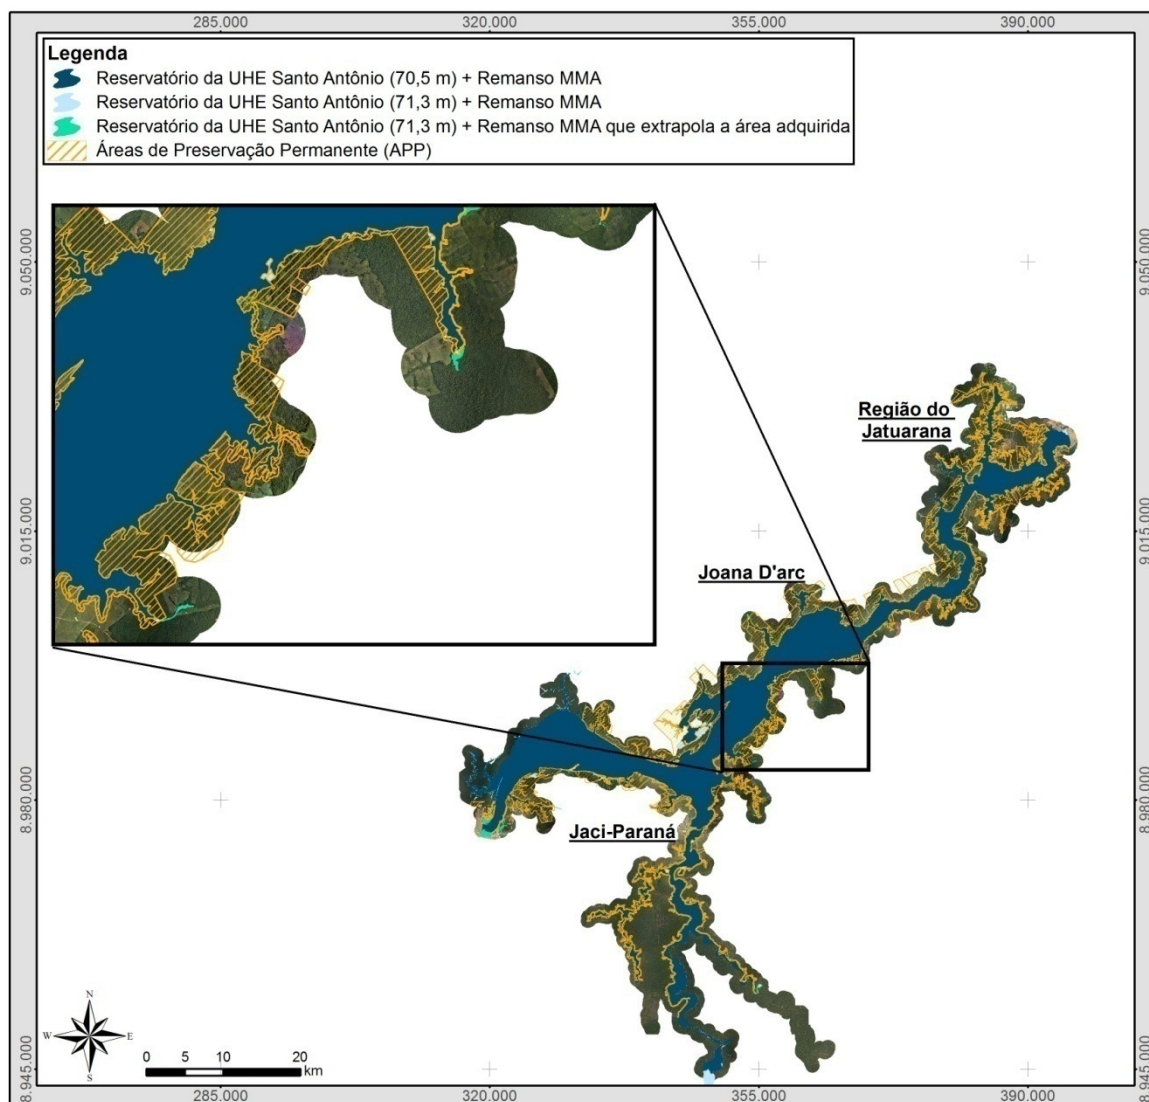 285.000 320.000 355.000 390.000
Legenda
Reservatório da UHE Santo Antônio (70,5 m) + Remanso MMA
Reservatório da UHE Santo Antônio (71,3 m) + Remanso MMA
Reservatório da UHE Santo Antônio (71,3 m) + Remanso MMA que extrapola a área adquirida
Áreas de Preservação Permanente (APP)
9.050.000 9.050.000
Região do
Jatuarana
9.015.000 9.015.000
Joana D'arc
8.980.000 8.980.000
Jaci-Paraná
N
W E
S
0 5 10 20
km
8.945.000 8.945.000
285.000 320.000 355.000 390.000